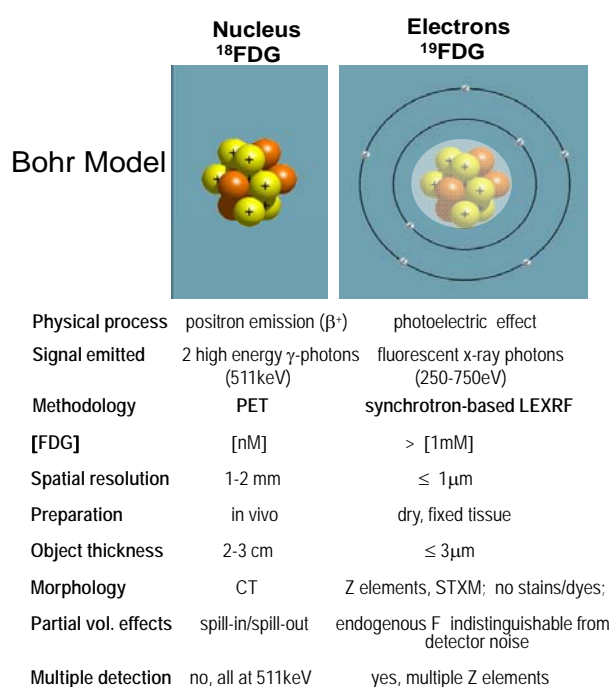 Nucleus Electrons
¹⁸FDG ¹⁹FDG
Bohr Model
Physical process positron emission (β⁺) photoelectric effect
Signal emitted 2 high energy γ-photons fluorescent x-ray photons
(511keV) (250-750eV)
Methodology PET synchrotron-based LEXRF
[FDG] [nM] > [1mM]
Spatial resolution 1-2 mm ≤ 1µm
Preparation in vivo dry, fixed tissue
Object thickness 2-3 cm ≤ 3µm
Morphology CT Z elements, STXM; no stains/dyes;
Partial vol. effects spill-in/spill-out endogenous F indistinguishable from
detector noise
Multiple detection no, all at 511keV yes, multiple Z elements